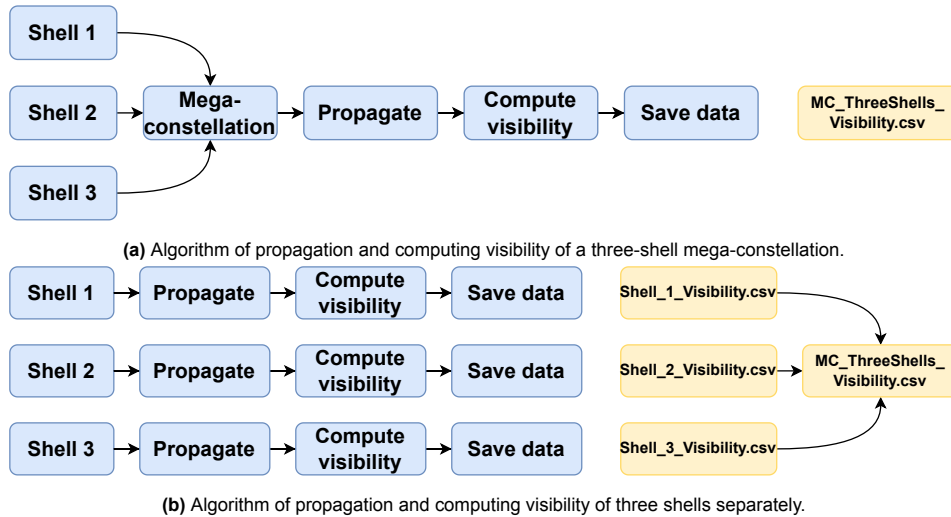 Shell 1
Shell 2
Mega-
constellation
Propagate
Compute
visibility
Save data
MC_ThreeShells_
Visibility.csv
Shell 3
(a) Algorithm of propagation and computing visibility of a three-shell mega-constellation.
Shell 1
Propagate
Compute
visibility
Save data
Shell_1_Visibility.csv
Shell 2
Propagate
Compute
visibility
Save data
Shell_2_Visibility.csv
MC_ThreeShells_
Visibility.csv
Shell 3
Propagate
Compute
visibility
Save data
Shell_3_Visibility.csv
(b) Algorithm of propagation and computing visibility of three shells separately.